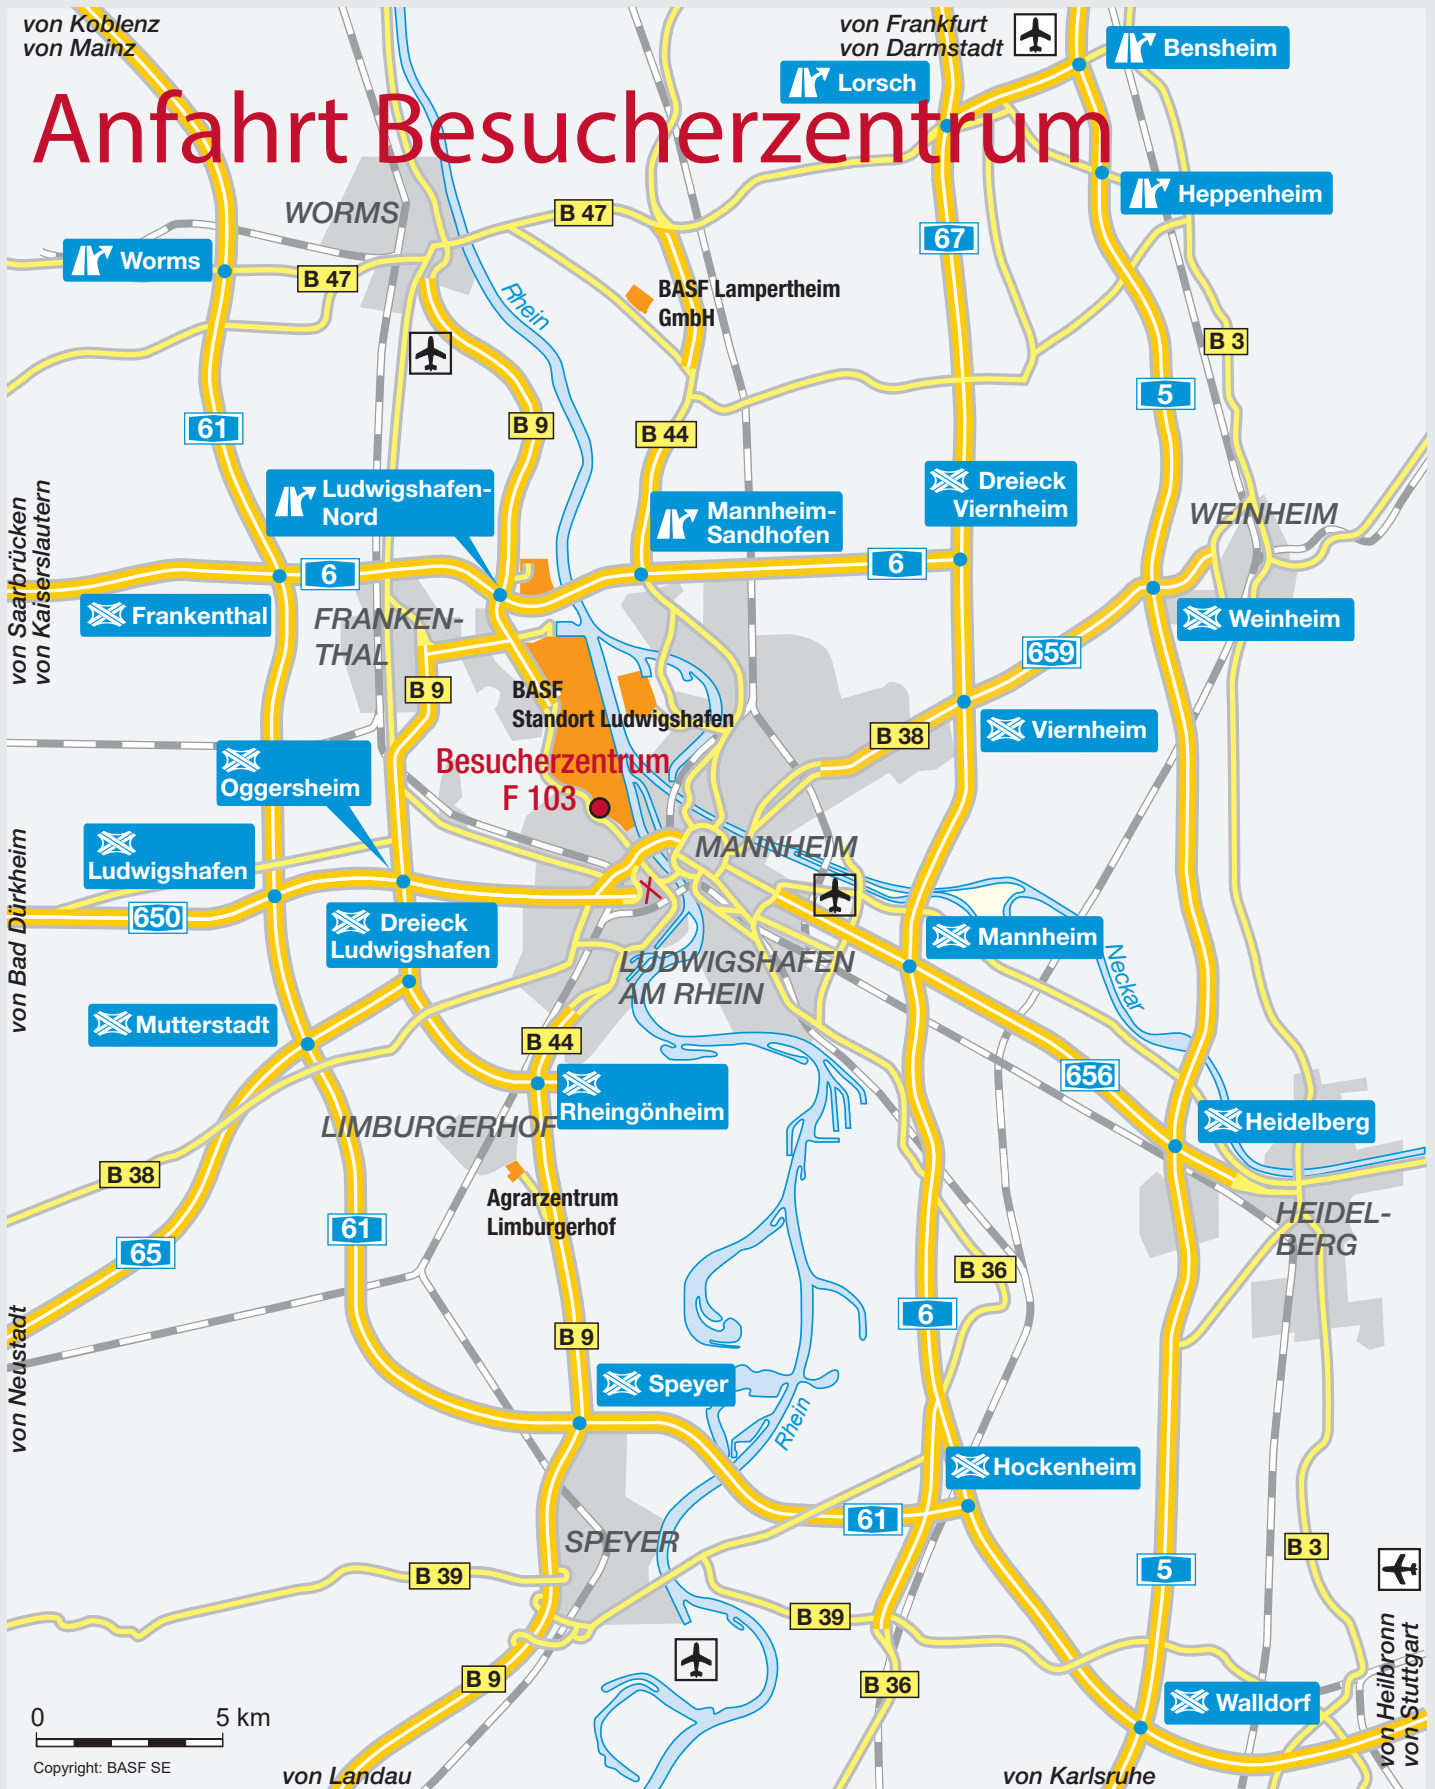 von Koblenz
von Mainz
von Frankfurt
von Darmstadt
Bensheim
Lorsch
Anfahrt Besucherzentrum
Heppenheim
WORMS
B 47
67
Worms
B 47
Rhein
BASF Lampertheim
GmbH
B 3
5
61
B 9
B 44
Ludwigshafen-
Nord
Dreieck
Viernheim
Mannheim-
Sandhofen
WEINHEIM
von Saarbrücken
von Kaiserslautern
6
6
Frankenthal
FRANKEN-
THAL
Weinheim
659
B 9
BASF
Standort Ludwigshafen
Viernheim
B 38
Besucherzentrum
F 103
Oggersheim
MANNHEIM
Ludwigshafen
von Bad Dürkheim
650
Dreieck
Ludwigshafen
Mannheim
LUDWIGSHAFEN
AM RHEIN
Neckar
Mutterstadt
B 44
656
Rheingönheim
Heidelberg
LIMBURGERHOF
B 38
Agrarzentrum
Limburgerhof
HEIDEL-
BERG
61
65
B 36
6
von Neustadt
B 9
Speyer
Rhein
Hockenheim
61
SPEYER
B 3
B 39
5
B 39
von Heilbronn
von Stuttgart
B 9
B 36
Walldorf
0 5 km
Copyright: BASF SE
von Landau
von Karlsruhe